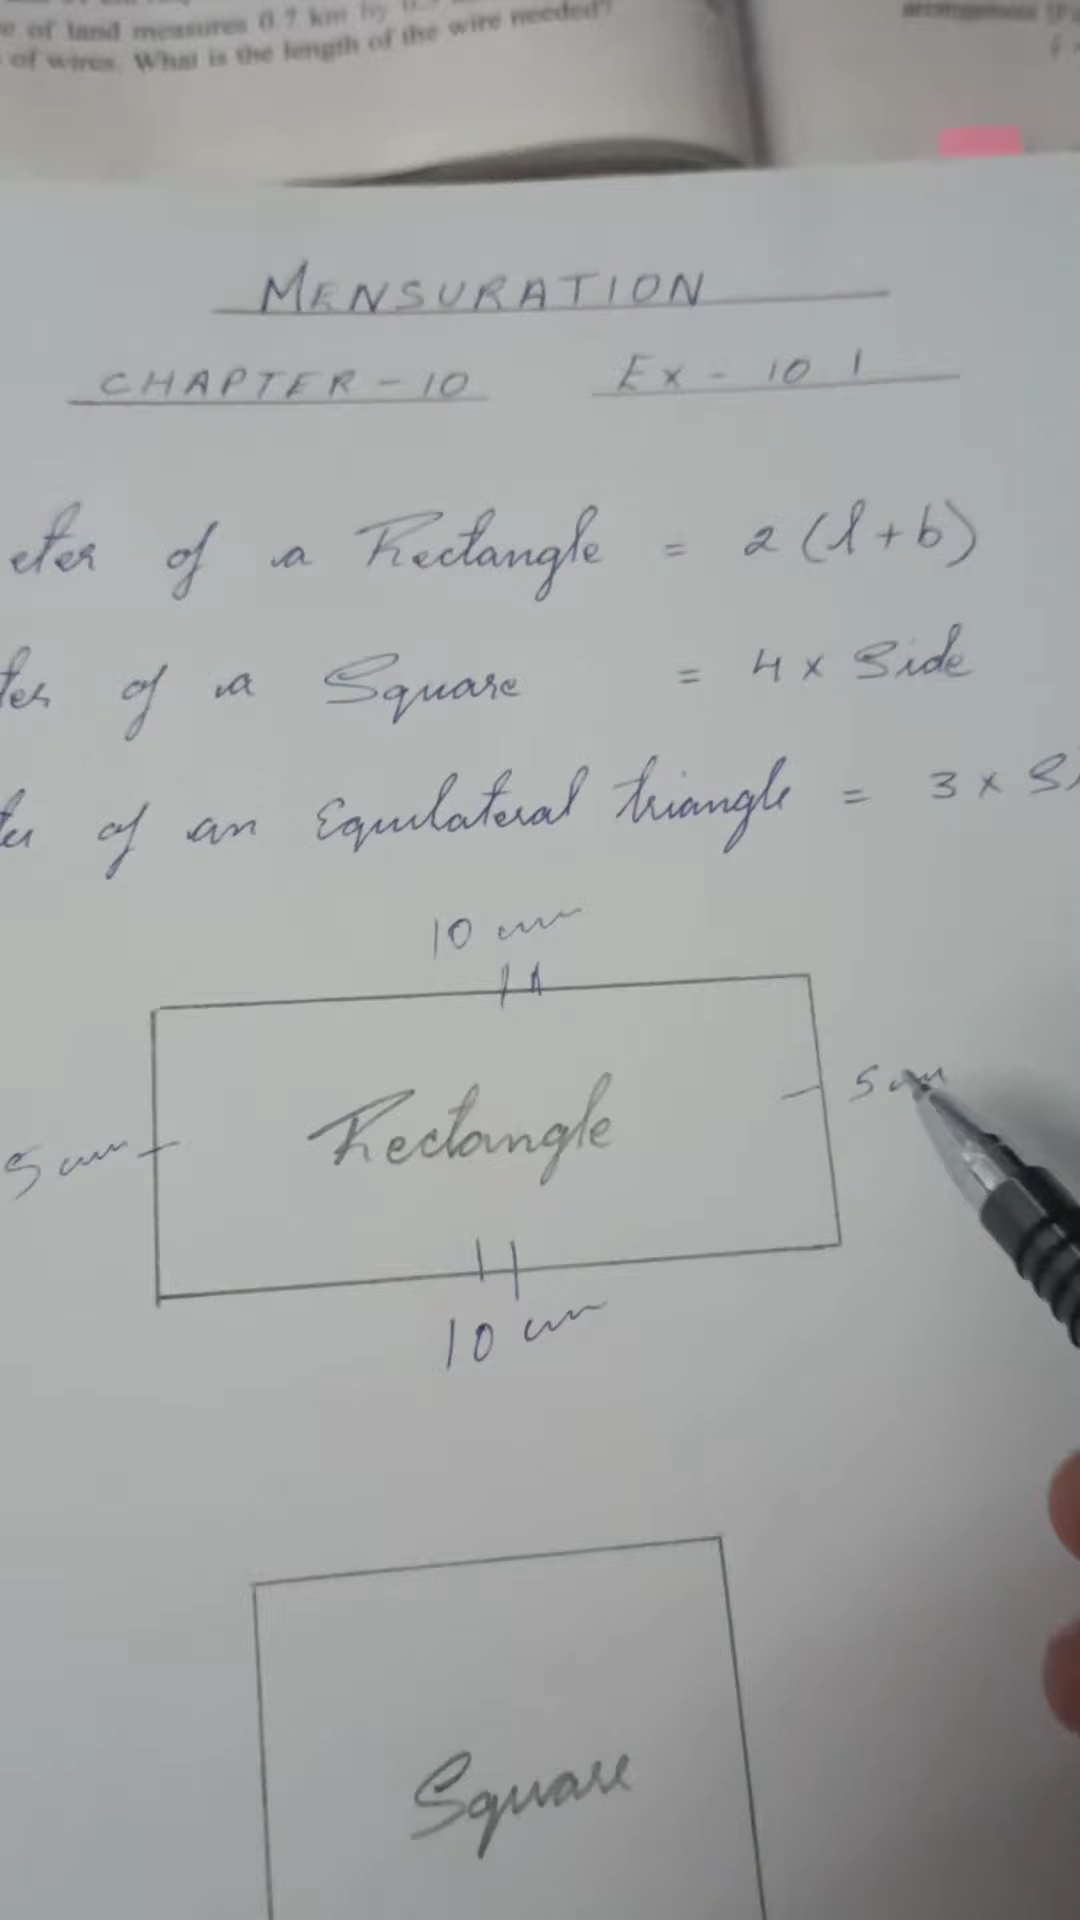 e of land measures 0.7 km by
of wires. What is the length of the wire needed?
MENSURATION
CHAPTER - 10 Ex - 10 1
eter of a Rectangle = 2 (l + b)
ter of a Square = 4 x Side
ter of an Equilateral triangle = 3 x Si
10 cm
5 cm
Rectangle
5 cm
10 cm
Square